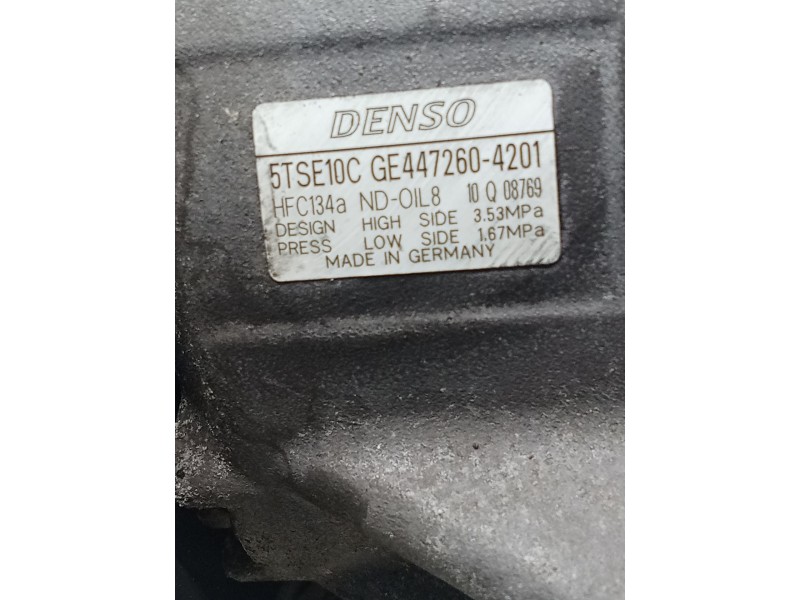 DENSO
5TSE10C GE447260-4201
HFC134a ND-OIL8 10 Q 08769
DESIGN HIGH SIDE 3.53MPa
PRESS LOW SIDE 1.67MPa
MADE IN GERMANY